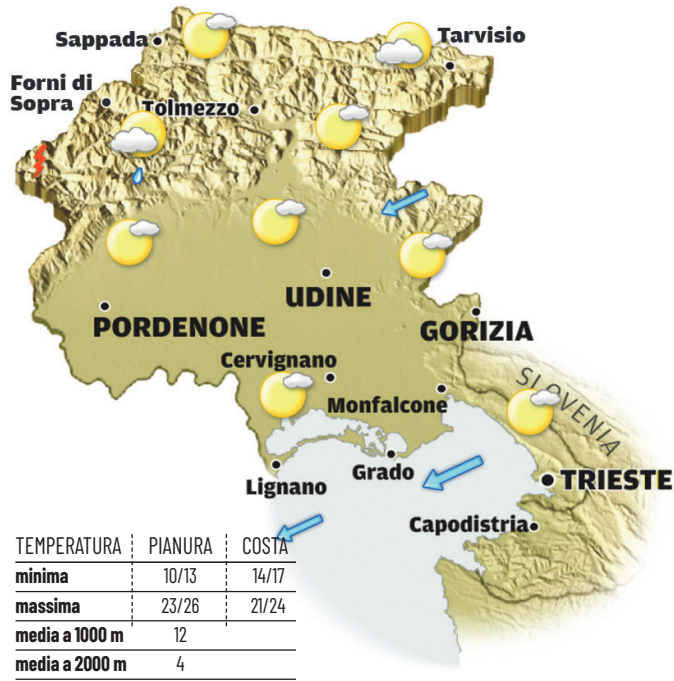 Sappada
Tarvisio
Forni di
Sopra
Tolmezzo
UDINE
PORDENONE
GORIZIA
Cervignano
SLOVENIA
Monfalcone
Grado
TRIESTE
Lignano
Capodistria
TEMPERATURA PIANURA COSTA
minima 10/13 14/17
massima 23/26 21/24
media a 1000 m 12
media a 2000 m 4